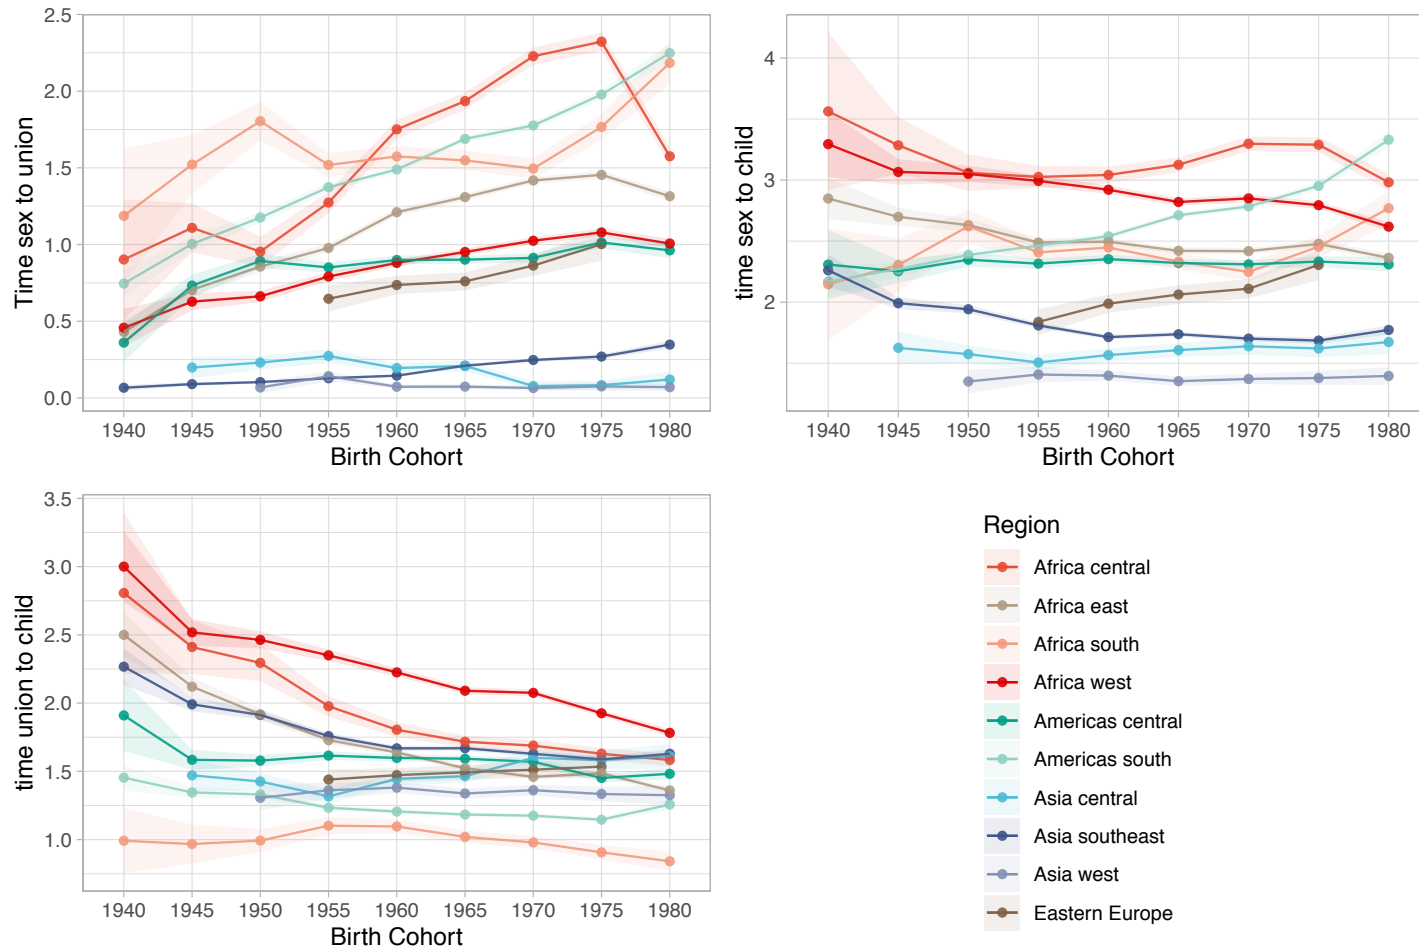 2.5
2.0
1.5
1.0
0.5
0.0
Time sex to union
1940 1945 1950 1955 1960 1965 1970 1975 1980
Birth Cohort
4
3
2
time sex to child
1940 1945 1950 1955 1960 1965 1970 1975 1980
Birth Cohort
3.5
3.0
2.5
2.0
1.5
1.0
time union to child
1940 1945 1950 1955 1960 1965 1970 1975 1980
Birth Cohort
Region
Africa central
Africa east
Africa south
Africa west
Americas central
Americas south
Asia central
Asia southeast
Asia west
Eastern Europe